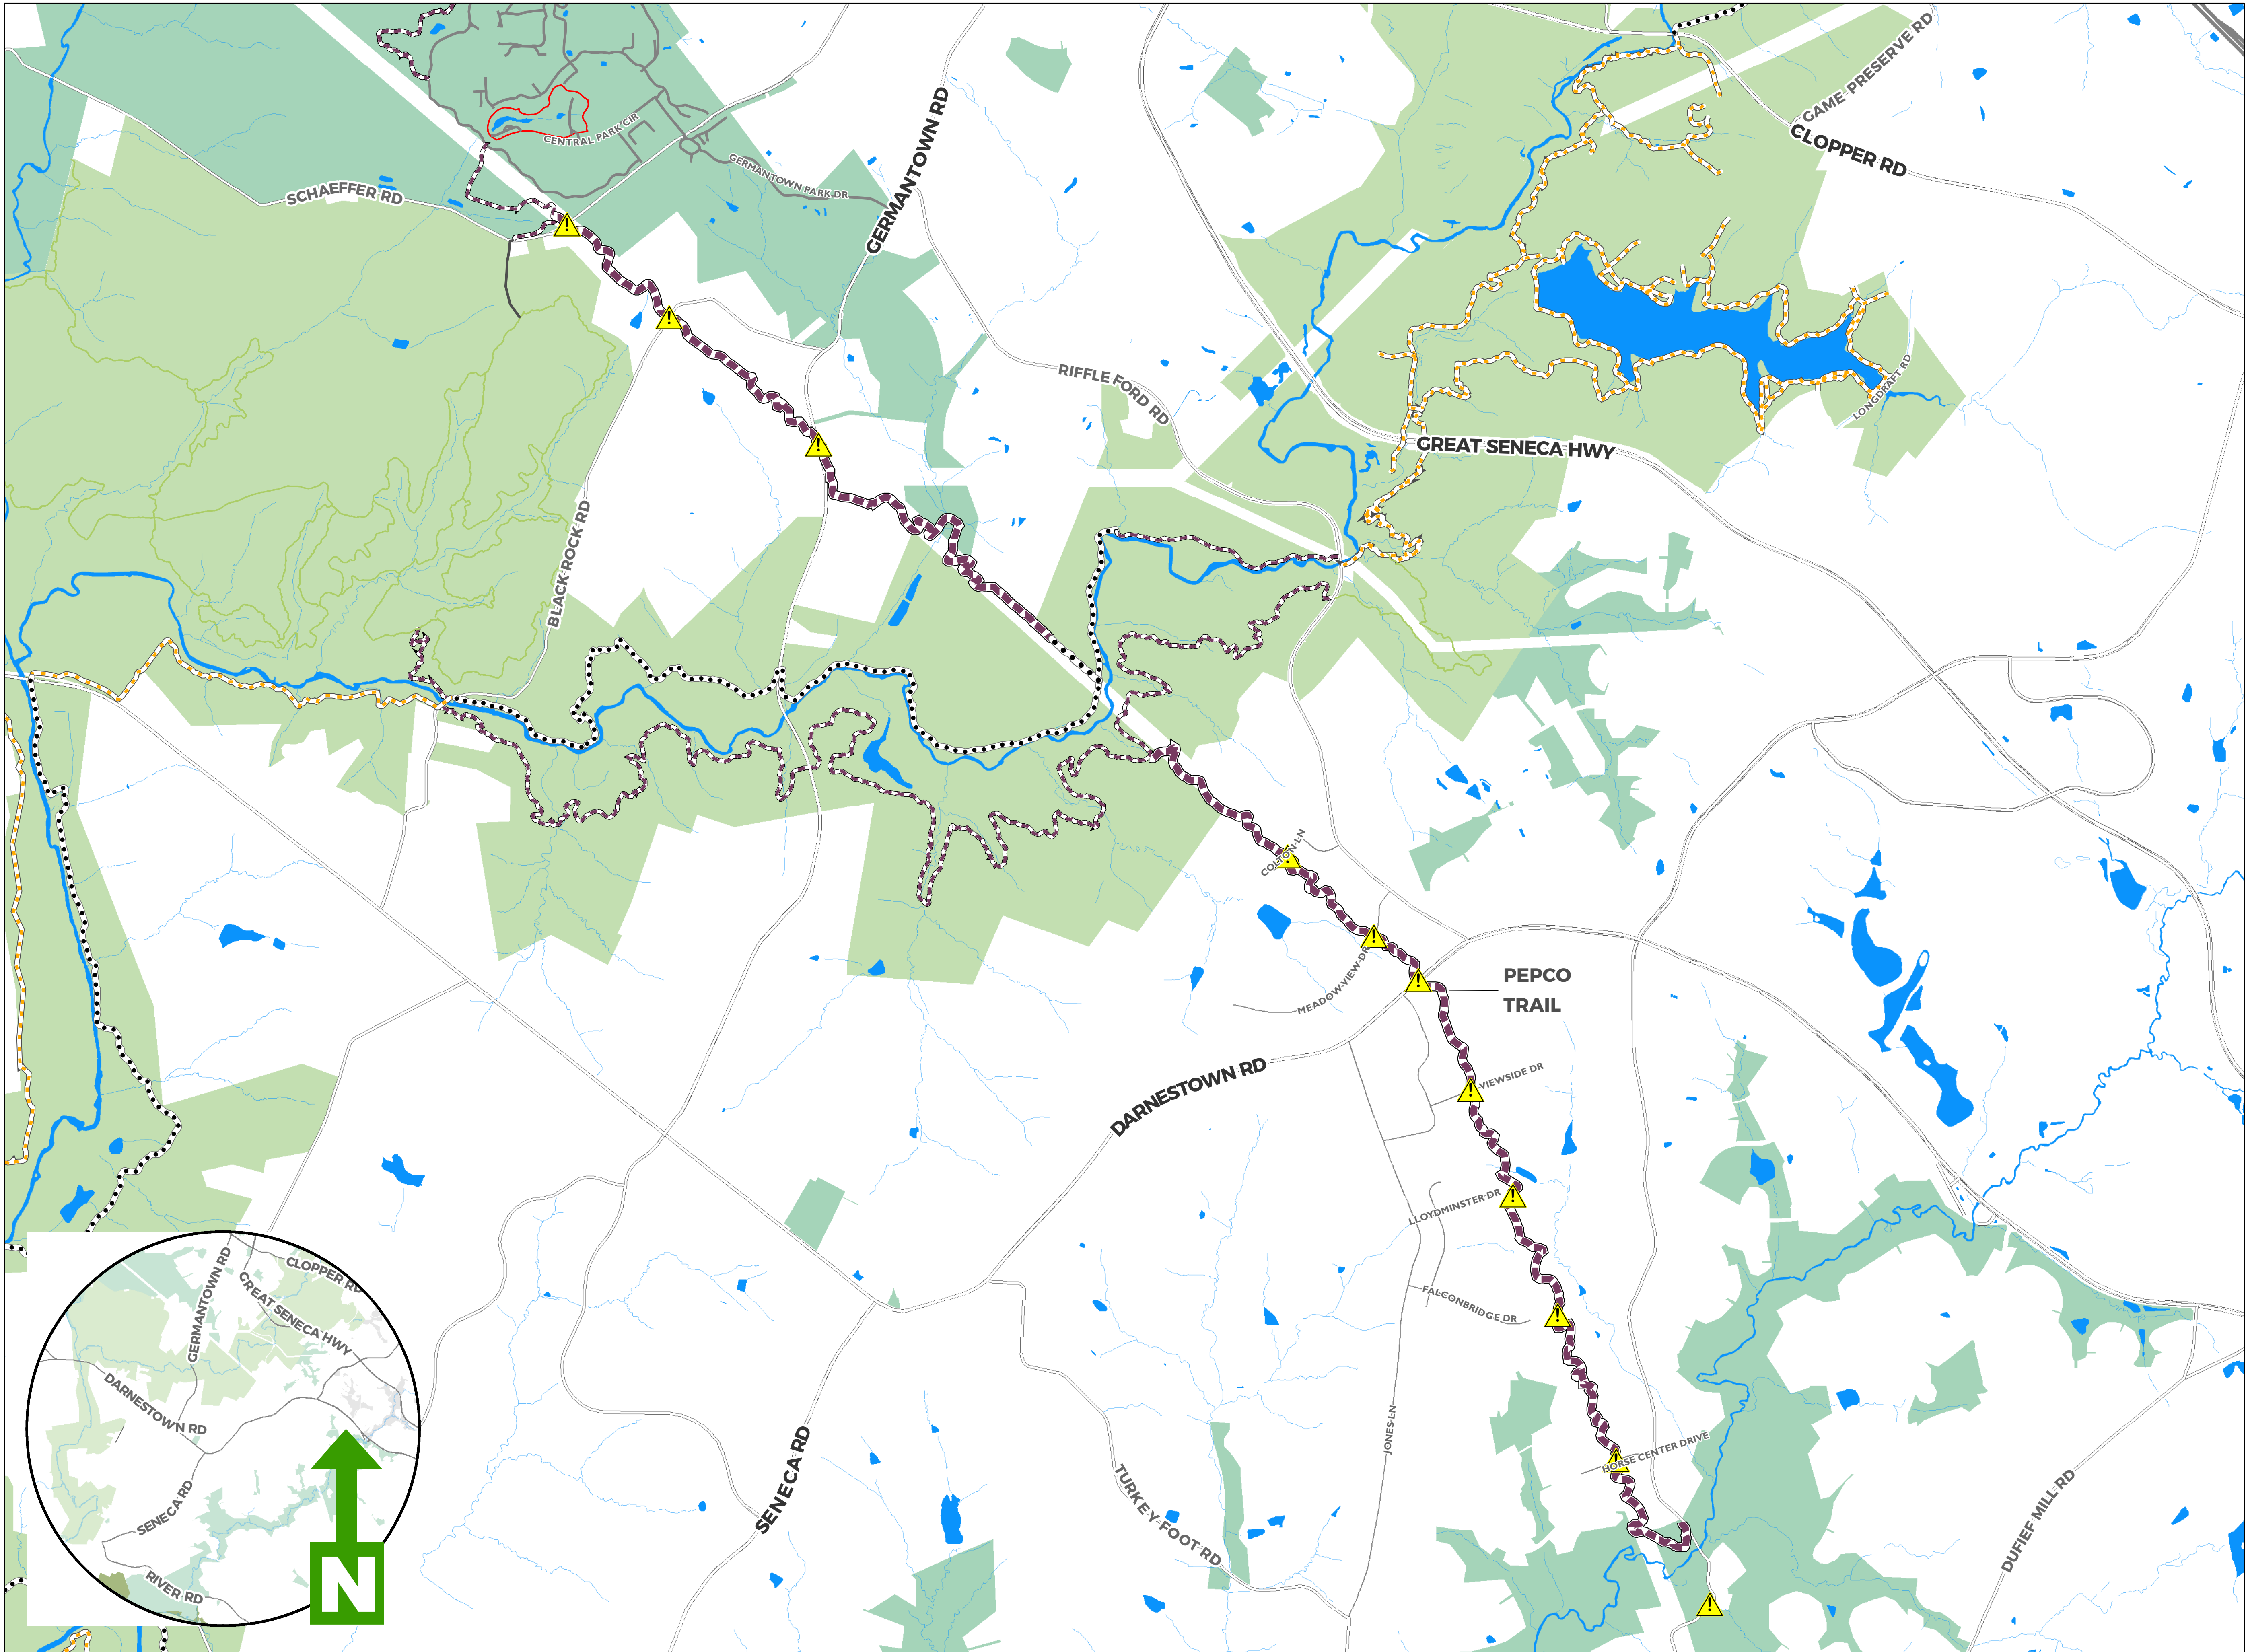 GAME PRESERVE RD
CLOPPER RD
CENTRAL PARK CIR
GERMANTOWN PARK DR
GERMANTOWN RD
SCHAEFFER RD
RIFFLE FORD RD
LONGDRAFT RD
GREAT SENECA HWY
BLACK ROCK RD
COLTON LN
MEADOW VIEW DR
PEPCO
TRAIL
VIEWSIDE DR
DARNESTOWN RD
LLOYDMINSTER DR
FALCONBRIDGE DR
JONES LN
HORSE CENTER DRIVE
SENECA RD
TURKEY FOOT RD
DUFIEF MILL RD
CLOPPER RD
GERMANTOWN RD
GREAT SENECA HWY
DARNESTOWN RD
SENECA RD
RIVER RD
N
!
!
!
!
!
!
!
!
!
!
!